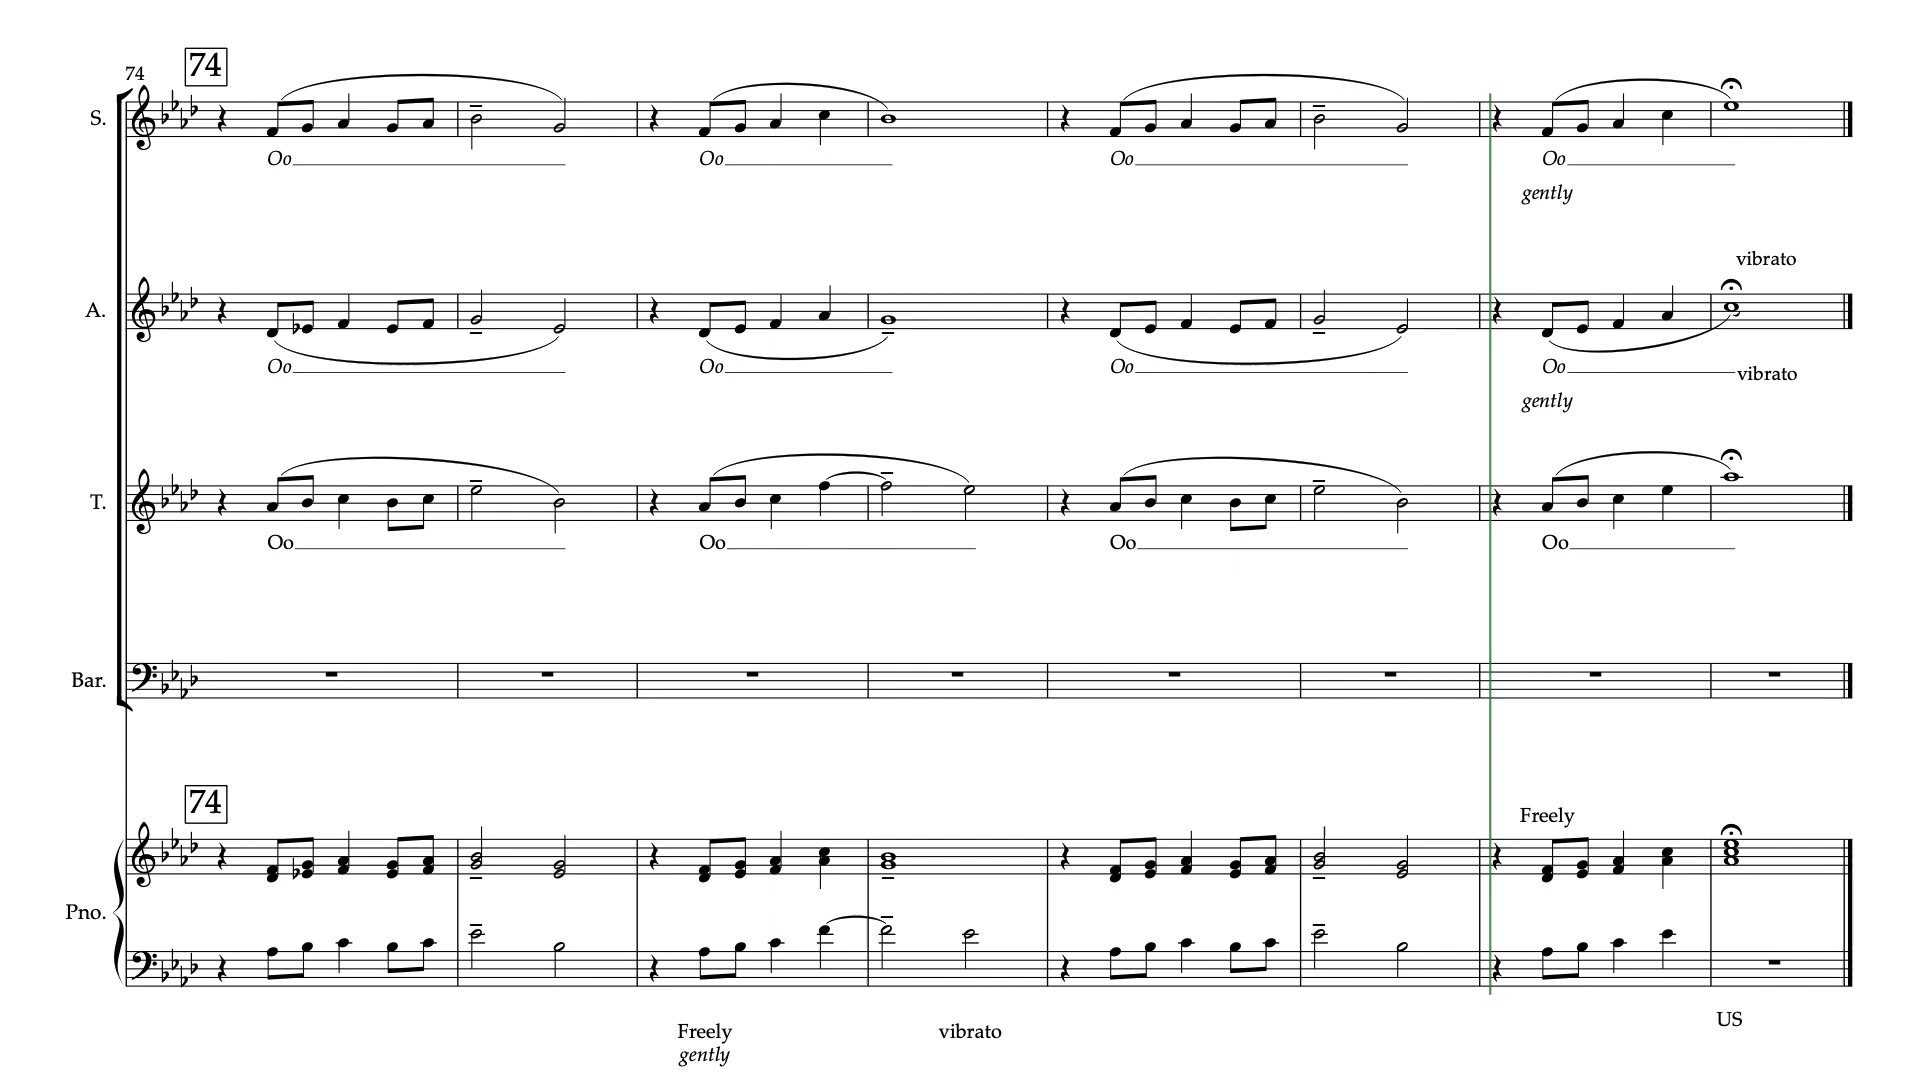 74
74
S.
Oo Oo Oo Oo
gently
vibrato
A.
Oo Oo Oo Oo vibrato
gently
T.
Oo Oo Oo Oo
Bar.
74
Freely
Pno.
US
Freely vibrato
gently